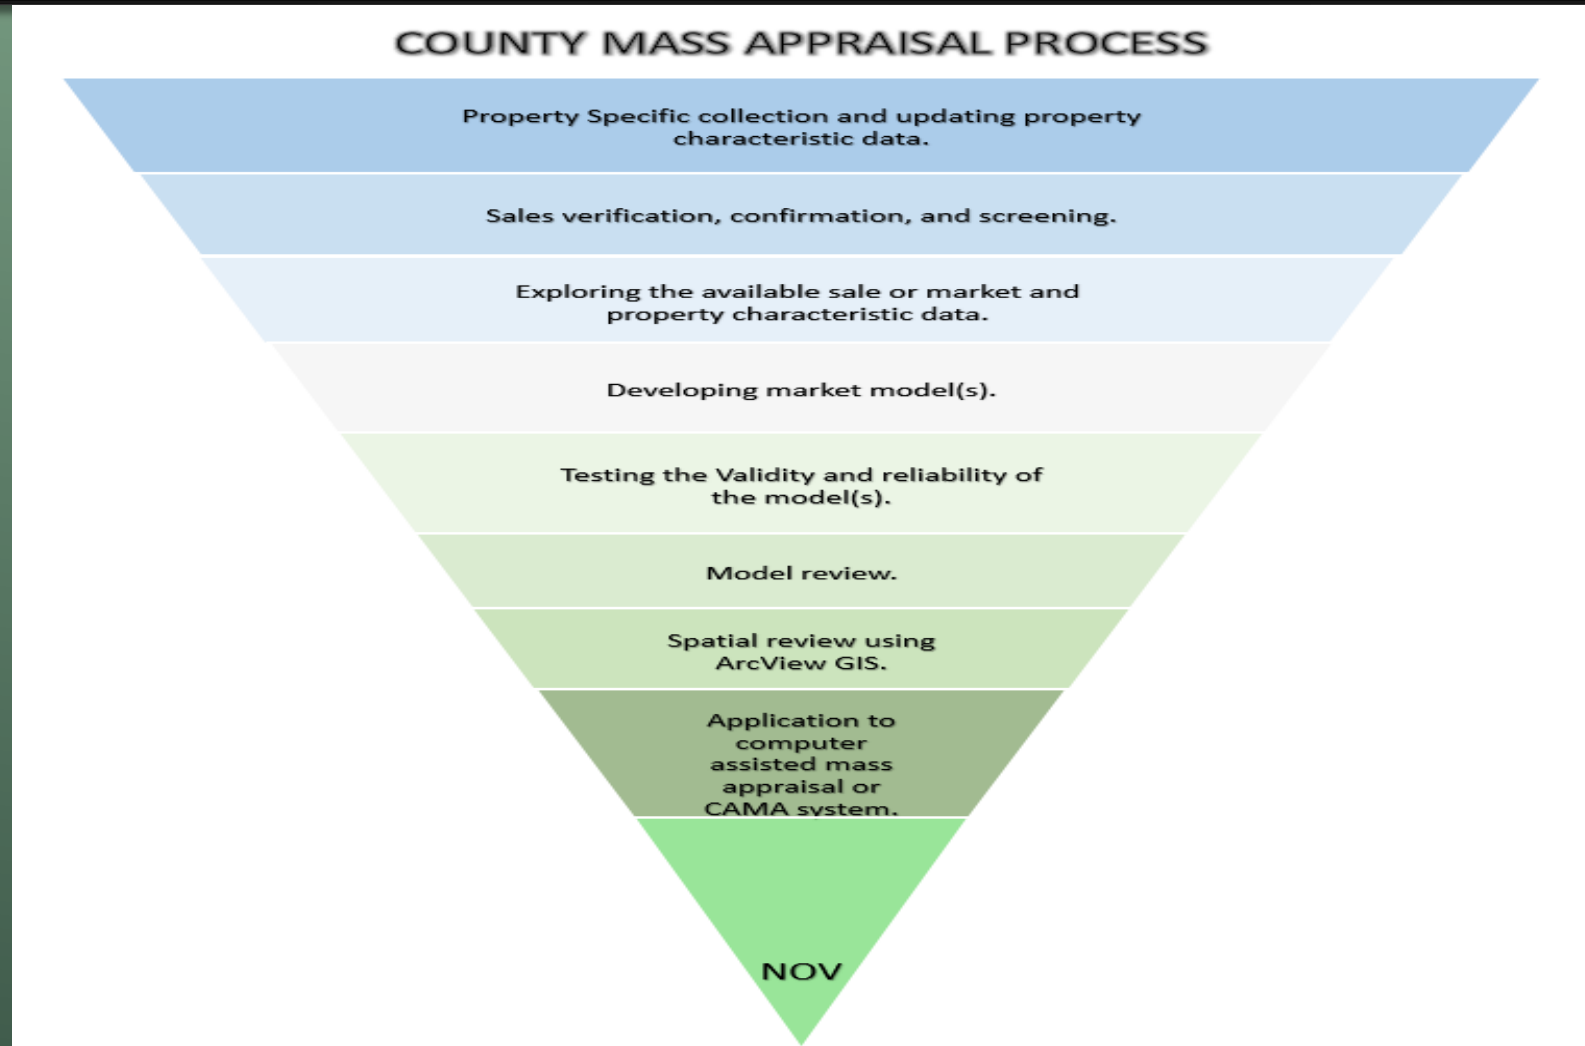 COUNTY MASS APPRAISAL PROCESS
Property Specific collection and updating property
characteristic data.
Sales verification, confirmation, and screening.
Exploring the available sale or market and
property characteristic data.
Developing market model(s).
Testing the Validity and reliability of
the model(s).
Model review.
Spatial review using
ArcView GIS.
Application to
computer
assisted mass
appraisal or
CAMA system.
NOV